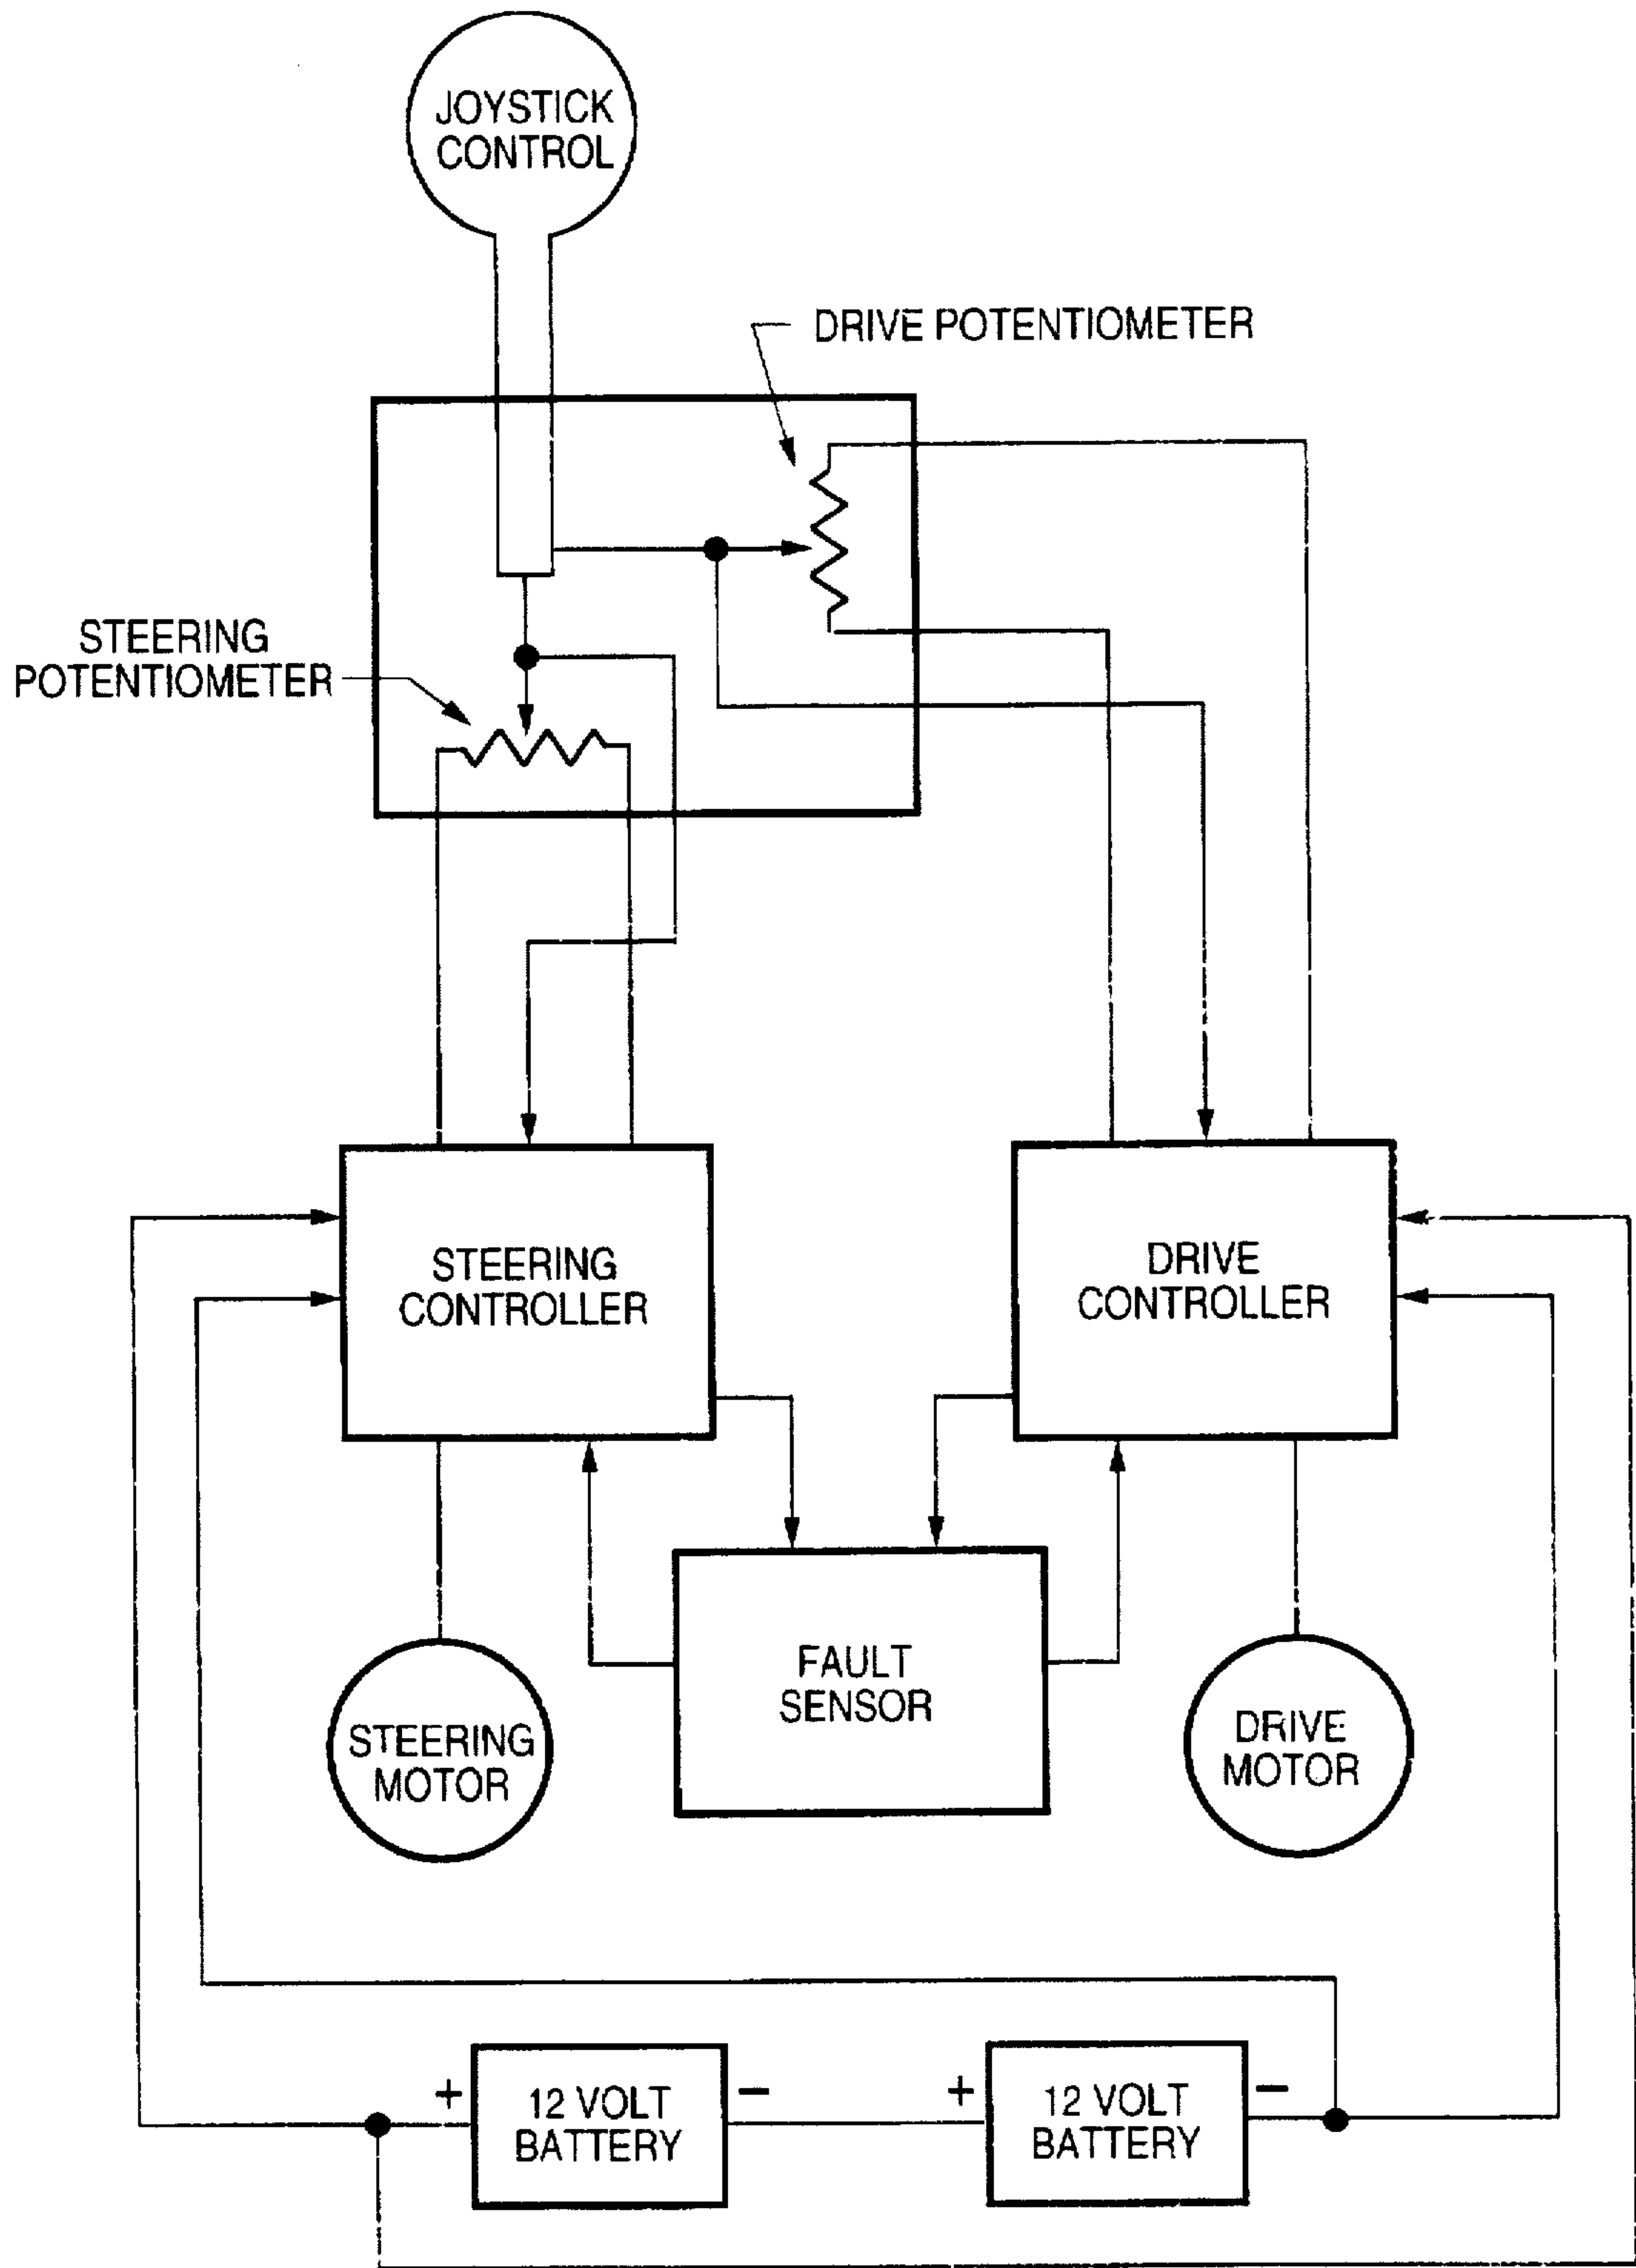 JOYSTICK
CONTROL
DRIVE POTENTIOMETER
STEERING
POTENTIOMETER
STEERING
CONTROLLER
DRIVE
CONTROLLER
FAULT
SENSOR
STEERING
MOTOR
DRIVE
MOTOR
+
12 VOLT
BATTERY
−
+
12 VOLT
BATTERY
−